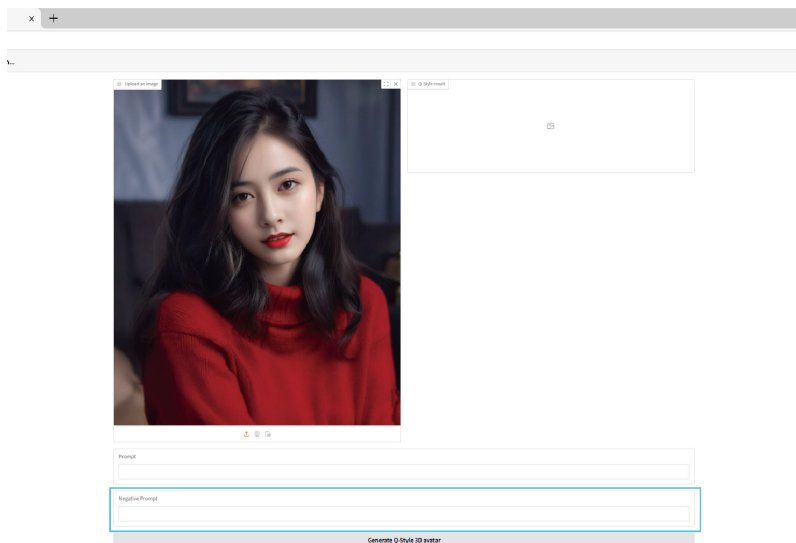 Upload an image
Q-Style result
Prompt
Negative Prompt
Generate Q-Style 3D avatar